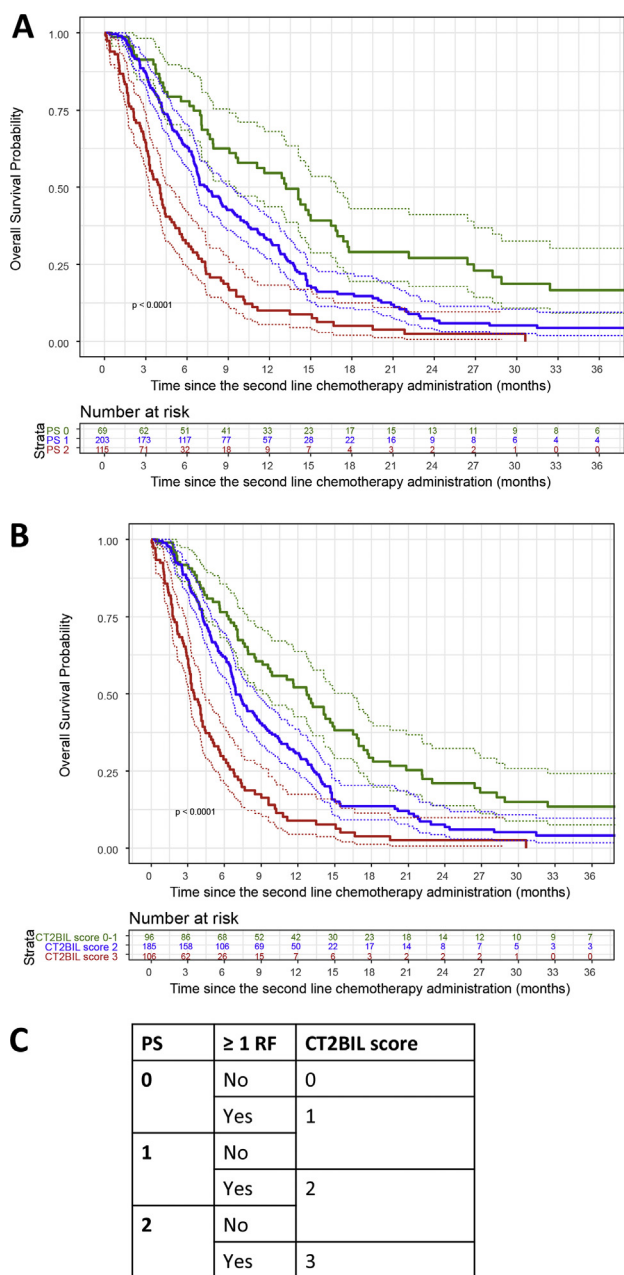 A
1.00
0.75
0.50
0.25
0.00
Overall Survival Probability
p < 0.0001
0 3 6 9 12 15 18 21 24 27 30 33 36
Time since the second line chemotherapy administration (months)
Number at risk
Strata
PS 0 69 62 51 41 33 23 17 15 13 11 9 8 6
PS 1 203 173 117 77 57 28 22 16 9 8 6 4 4
PS 2 115 71 32 18 9 7 4 3 2 2 1 0 0
0 3 6 9 12 15 18 21 24 27 30 33 36
Time since the second line chemotherapy administration (months)
B
1.00
0.75
0.50
0.25
0.00
Overall Survival Probability
p < 0.0001
0 3 6 9 12 15 18 21 24 27 30 33 36
Time since the second line chemotherapy administration (months)
Number at risk
Strata
CT2BIL score 0-1 96 86 68 52 42 30 23 18 14 12 10 9 7
CT2BIL score 2 185 158 106 69 50 22 17 14 8 7 5 3 3
CT2BIL score 3 106 62 26 15 7 6 3 2 2 2 1 0 0
0 3 6 9 12 15 18 21 24 27 30 33 36
Time since the second line chemotherapy administration (months)
C
PS ≥ 1 RF CT2BIL score
0 No 0
Yes 1
1 No
Yes 2
2 No
Yes 3